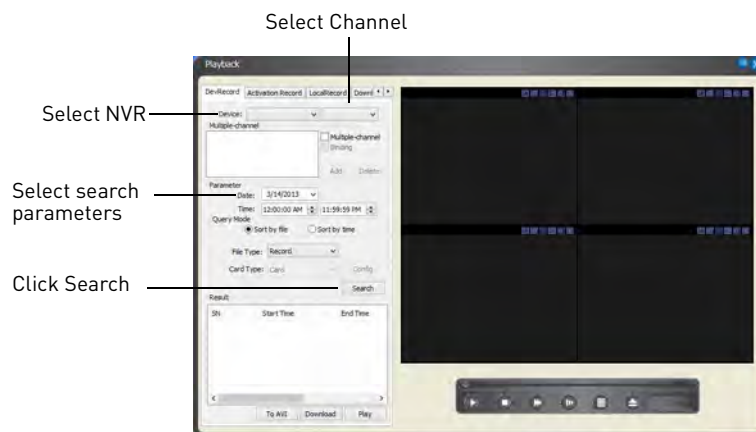 Select Channel
Playback
DevRecord Activation Record LocalRecord Downl
Select NVR
Device:
Multiple-channel
Multiple-channel
Binding
Add Delete
Select search
parameters
Parameter
Date: 3/14/2013
Time: 12:00:00 AM 11:59:59 PM
Query Mode
Sort by file Sort by time
File Type: Record
Card Type: Card Config
Click Search
Search
Result
SN Start Time End Time
To AVI Download Play